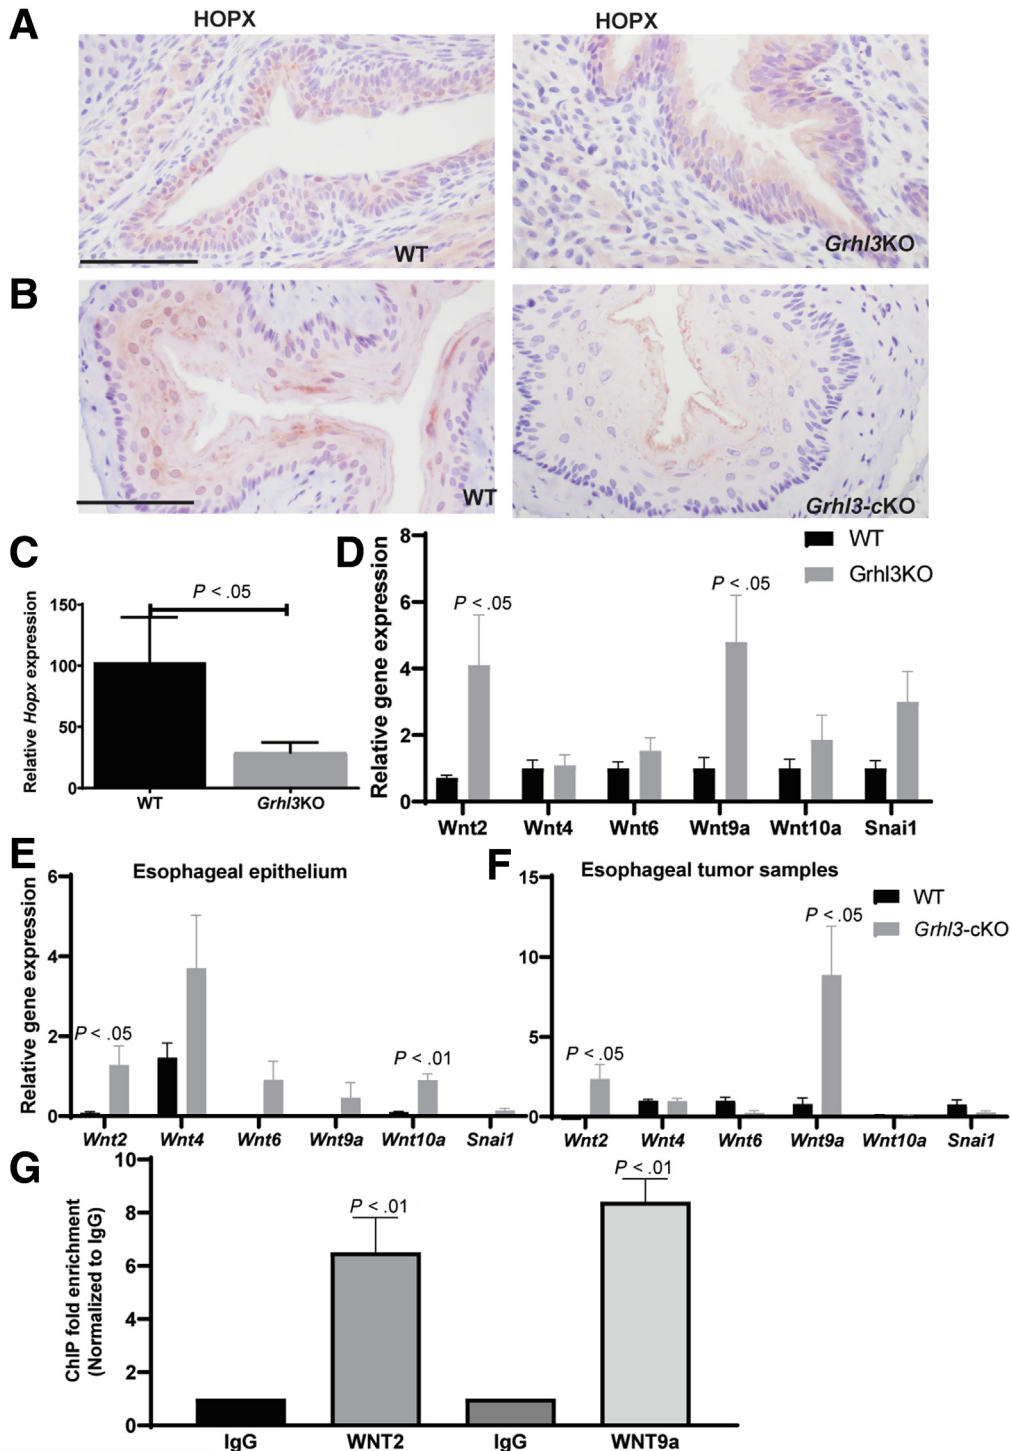 A
HOPX
HOPX
WT
Grhl3KO
B
WT
Grhl3-cKO
C
Relative Hopx expression
150
100
50
0
P < .05
WT
Grhl3KO
D
Relative gene expression
8
6
4
2
0
WT
Grhl3KO
P < .05
P < .05
Wnt2 Wnt4 Wnt6 Wnt9a Wnt10a Snai1
E
Esophageal epithelium
Relative gene expression
6
4
2
0
P < .05
P < .01
Wnt2 Wnt4 Wnt6 Wnt9a Wnt10a Snai1
F
Esophageal tumor samples
15
10
5
0
WT
Grhl3-cKO
P < .05
P < .05
Wnt2 Wnt4 Wnt6 Wnt9a Wnt10a Snai1
G
ChIP fold enrichment
(Normalized to IgG)
10
8
6
4
2
0
P < .01
P < .01
IgG WNT2 IgG WNT9a